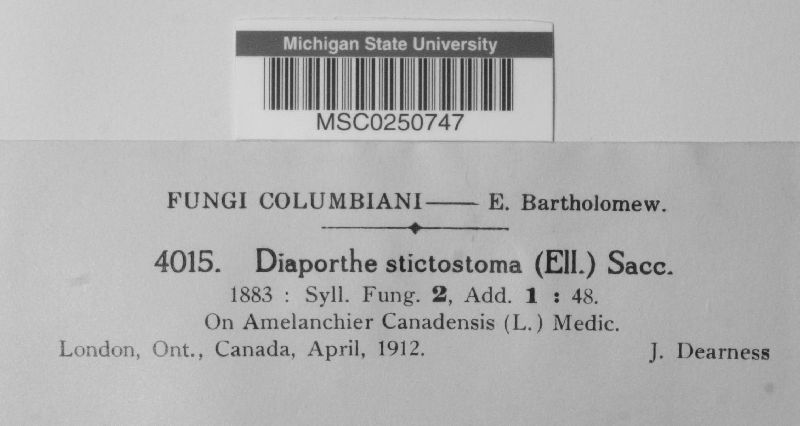 Michigan State University
MSC0250747
FUNGI COLUMBIANI—— E. Bartholomew.
4015. Diaporthe stictostoma (Ell.) Sacc.
1883 : Syll. Fung. 2, Add. 1 : 48.
On Amelanchier Canadensis (L.) Medic.
London, Ont., Canada, April, 1912. J. Dearness